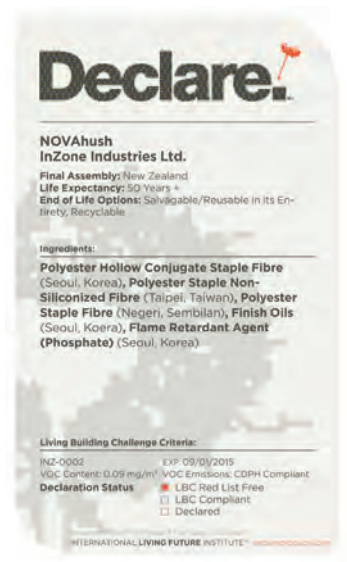 Declare.
NOVAhush
InZone Industries Ltd.
Final Assembly: New Zealand
Life Expectancy: 50 Years +
End of Life Options: Salvagable/Reusable in its En-
tirety, Recyclable
Ingredients:
Polyester Hollow Conjugate Staple Fibre
(Seoul, Korea), Polyester Staple Non-
Siliconized Fibre (Taipei, Taiwan), Polyester
Staple Fibre (Negeri, Sembilan), Finish Oils
(Seoul, Koera), Flame Retardant Agent
(Phosphate) (Seoul, Korea)
Living Building Challenge Criteria:
INZ-0002 EXP. 09/01/2015
VOC Content: 0.09 mg/m³ VOC Emissions: CDPH Compliant
Declaration Status LBC Red List Free
LBC Compliant
Declared
INTERNATIONAL LIVING FUTURE INSTITUTE™